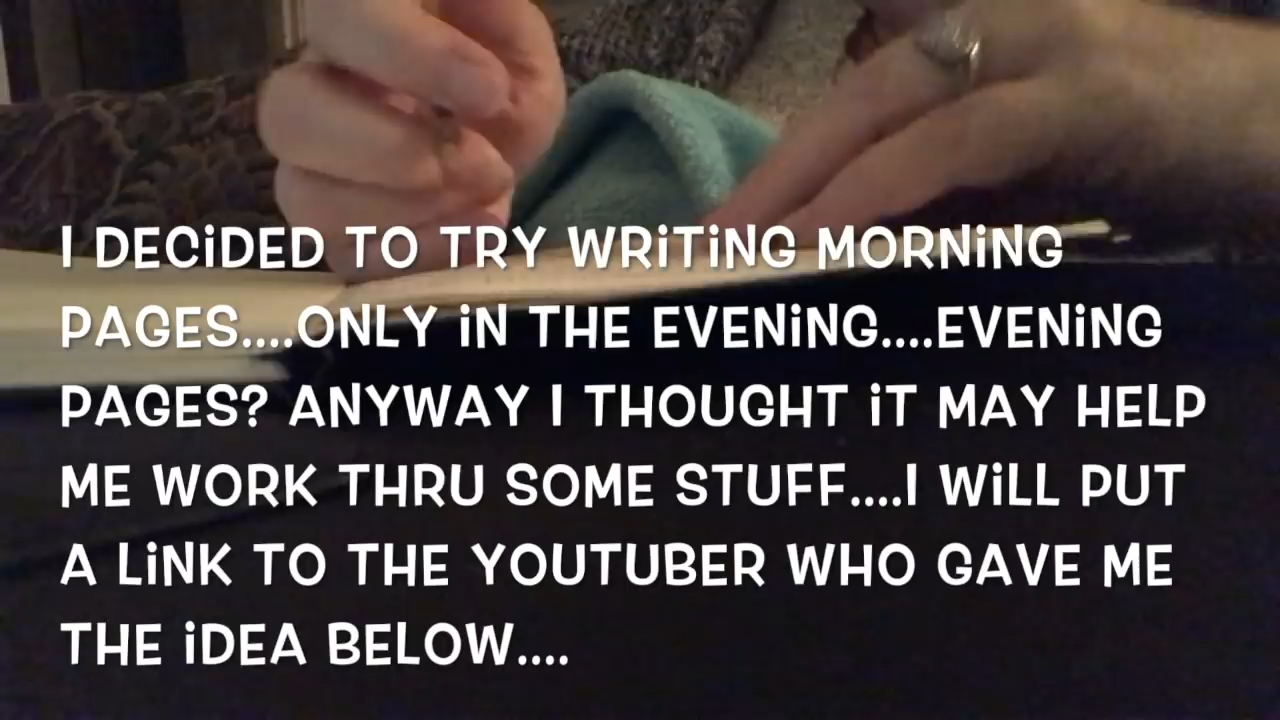 I DECiDED TO TRY WRiTiNG MORNiNG
PAGES....ONLY iN THE EVENiNG....EVENiNG
PAGES? ANYWAY I THOUGHT iT MAY HELP
ME WORK THRU SOME STUFF....I WiLL PUT
A LiNK TO THE YOUTUBER WHO GAVE ME
THE iDEA BELOW....